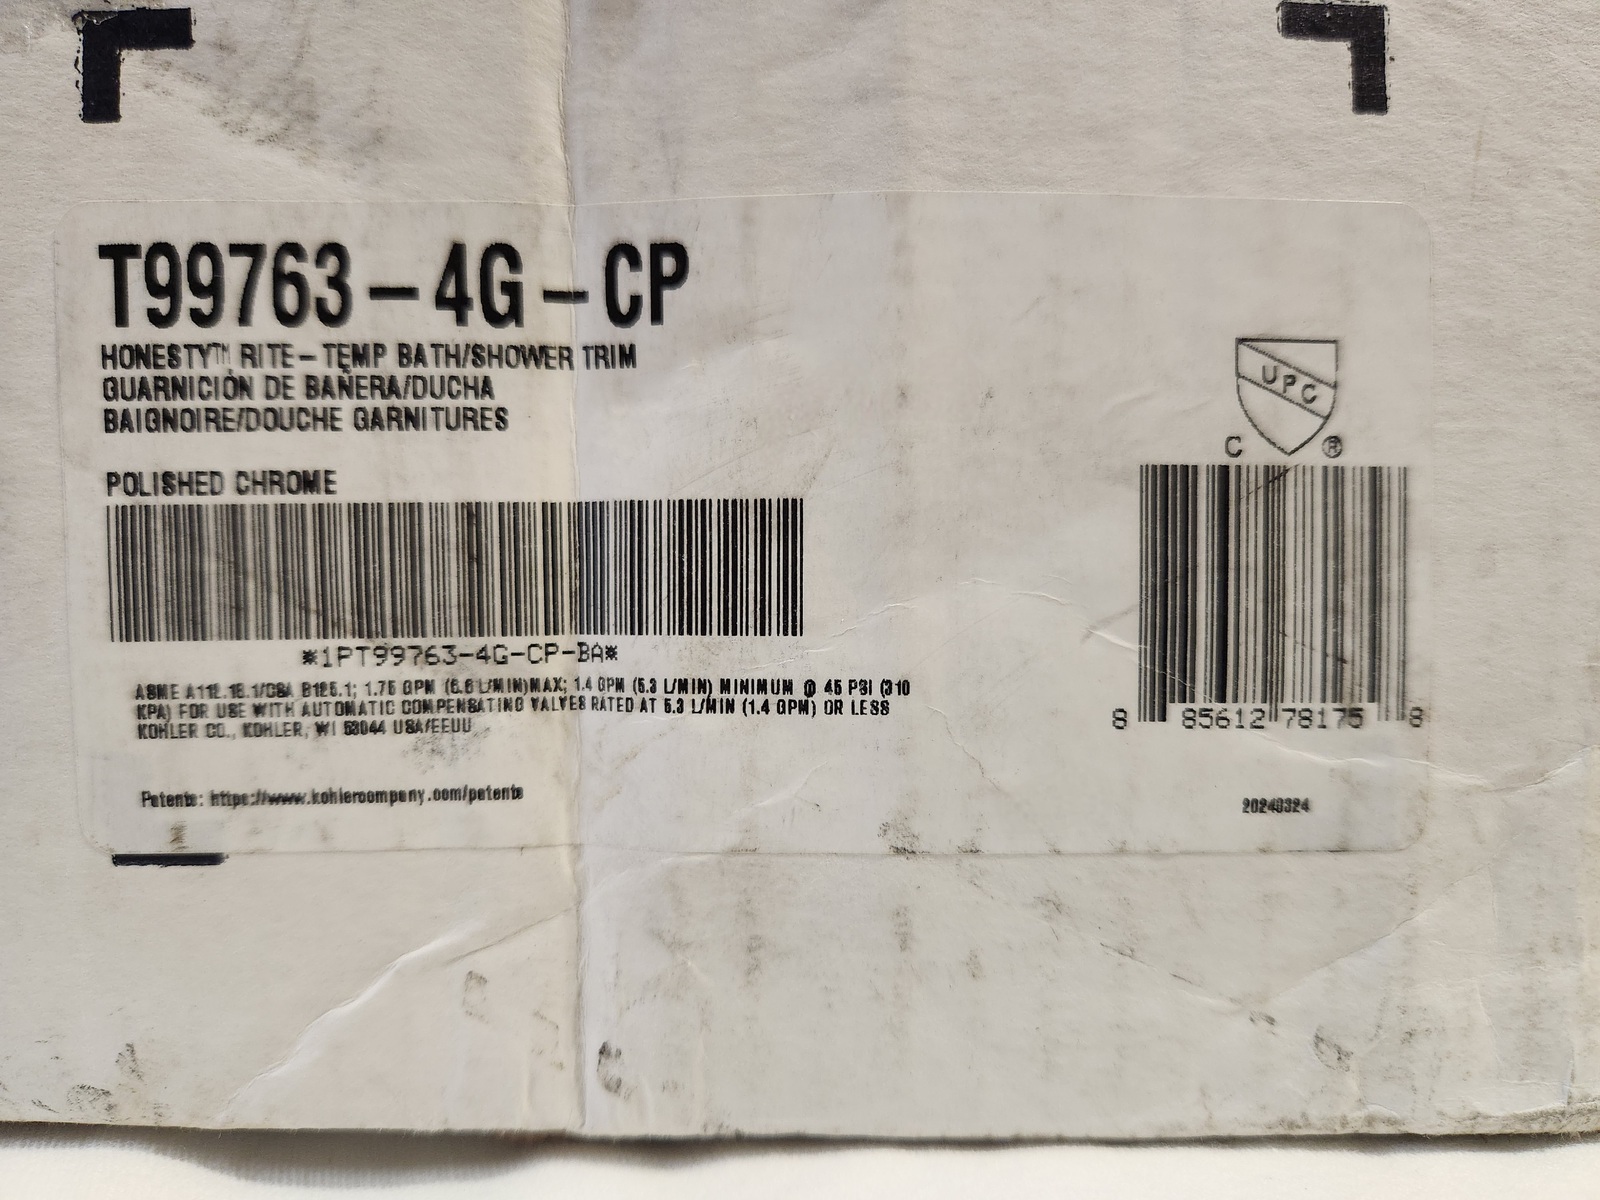 T99763-4G-CP
HONESTY™ RITE-TEMP BATH/SHOWER TRIM
GUARNICIÓN DE BAÑERA/DUCHA
BAIGNOIRE/DOUCHE GARNITURES
POLISHED CHROME
*1PT99763-4G-CP-BA*
ASME A112.18.1/CSA B125.1; 1.75 GPM (6.6 L/MIN)MAX; 1.4 GPM (5.3 L/MIN) MINIMUM @ 45 PSI (310
KPA) FOR USE WITH AUTOMATIC COMPENSATING VALVES RATED AT 5.3 L/MIN (1.4 GPM) OR LESS
KOHLER CO., KOHLER, WI 53044 USA/EEUU
Patents: https://www.kohlercompany.com/patents
UPC
C ®
8 85612 78175 8
20240324